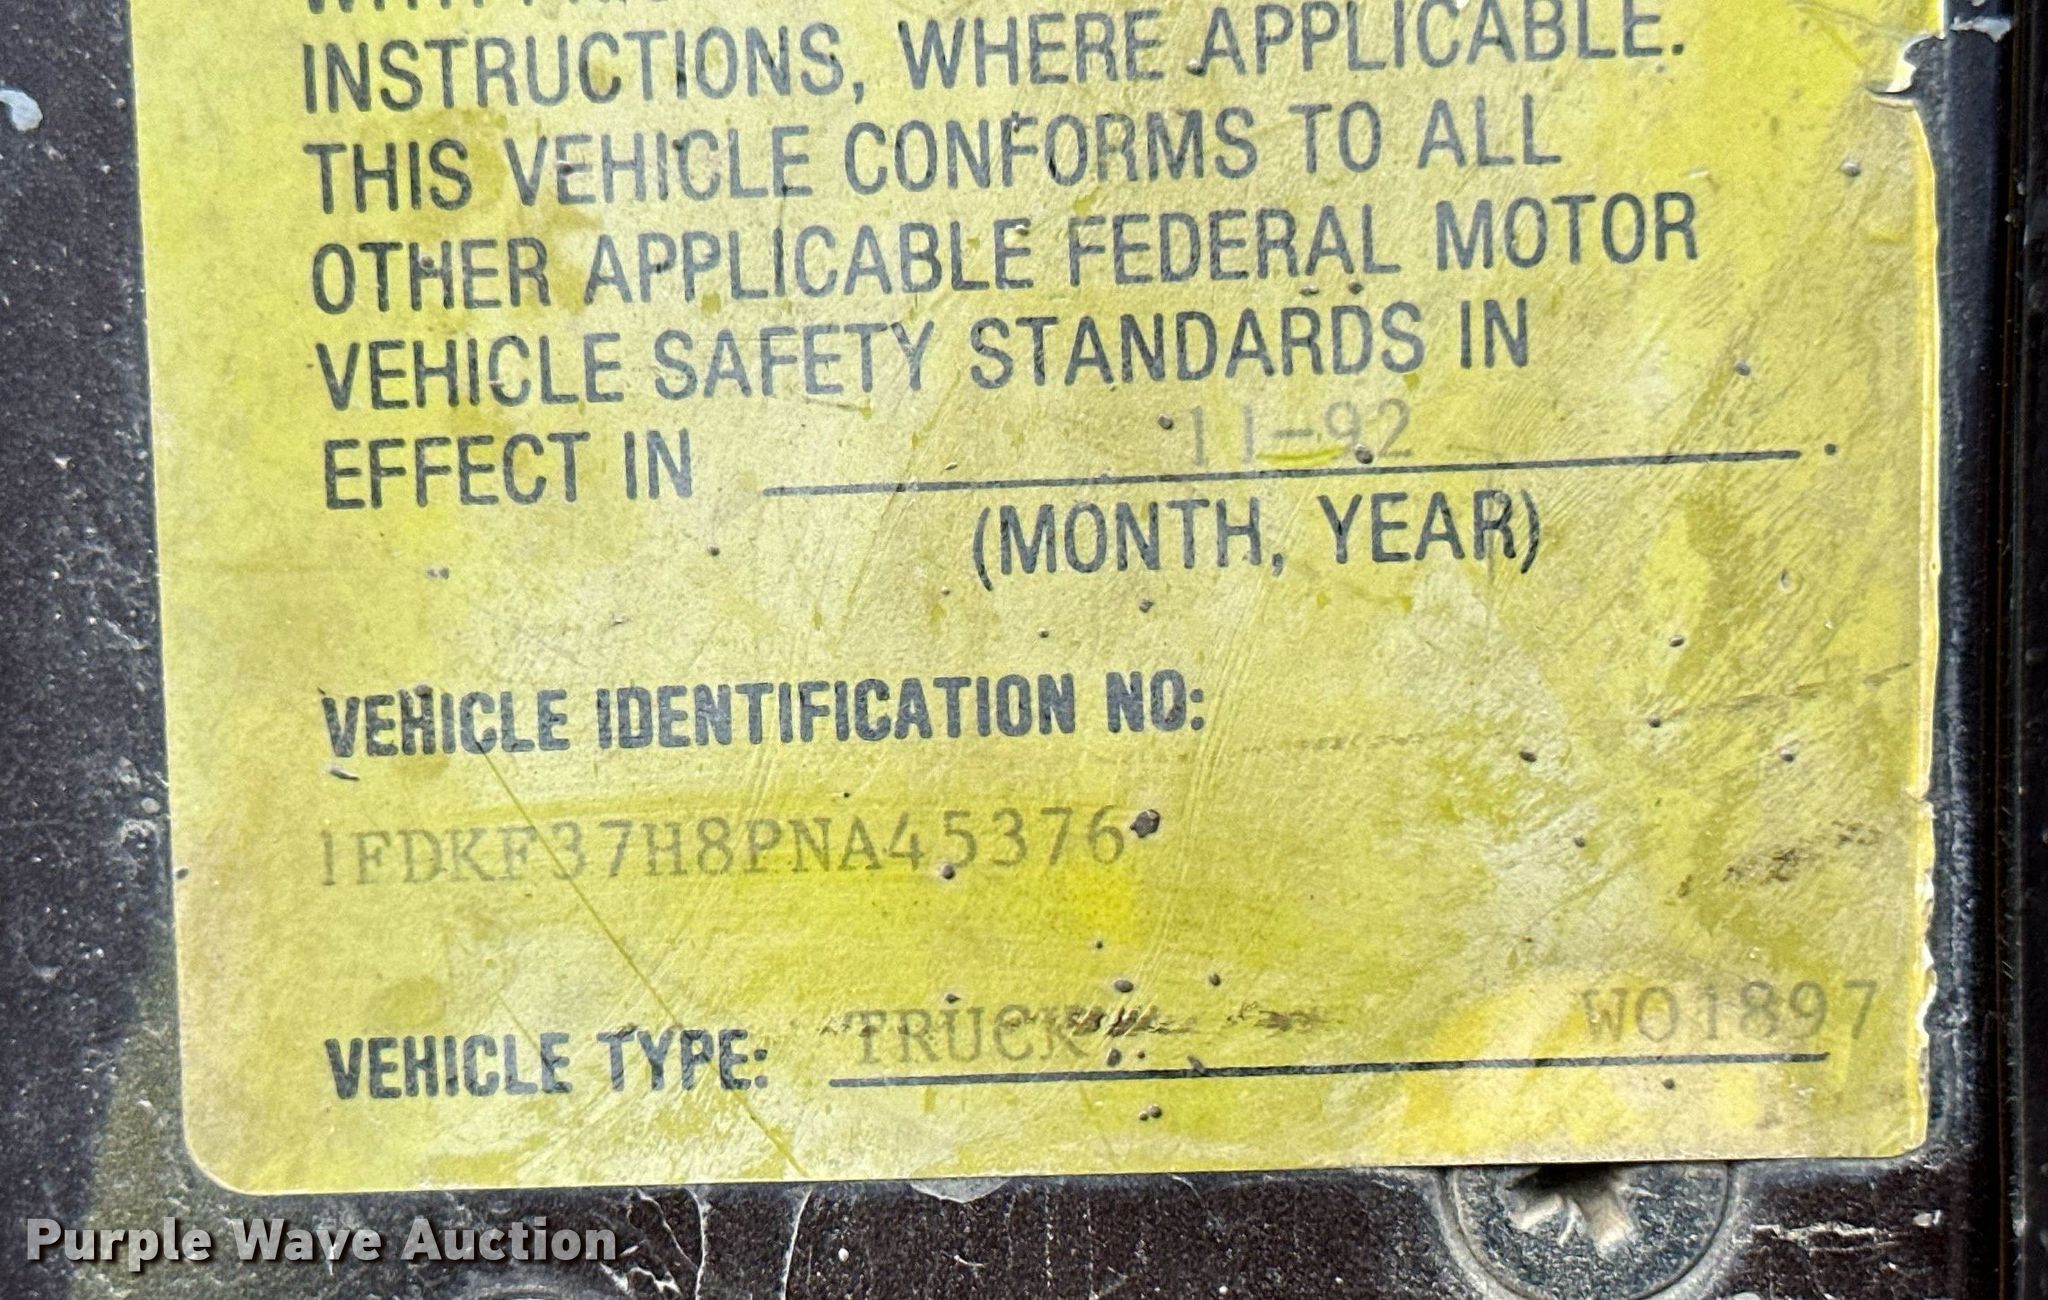 INSTRUCTIONS, WHERE APPLICABLE.
THIS VEHICLE CONFORMS TO ALL
OTHER APPLICABLE FEDERAL MOTOR
VEHICLE SAFETY STANDARDS IN
EFFECT IN 11-92.
(MONTH, YEAR)
VEHICLE IDENTIFICATION NO:
1FDKF37H8PNA45376
VEHICLE TYPE: TRUCK WO1897
Purple Wave Auction